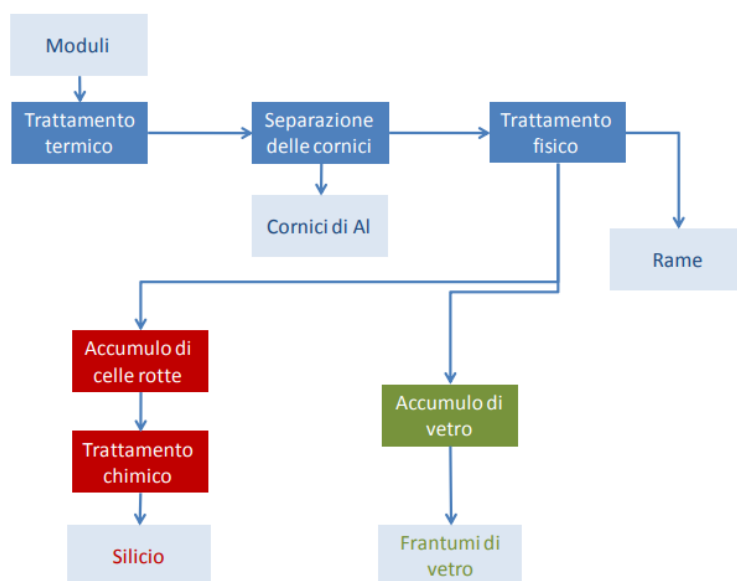 Moduli
Trattamento
termico
Separazione
delle cornici
Trattamento
fisico
Cornici di Al
Rame
Accumulo di
celle rotte
Accumulo di
vetro
Trattamento
chimico
Silicio
Frantumi di
vetro